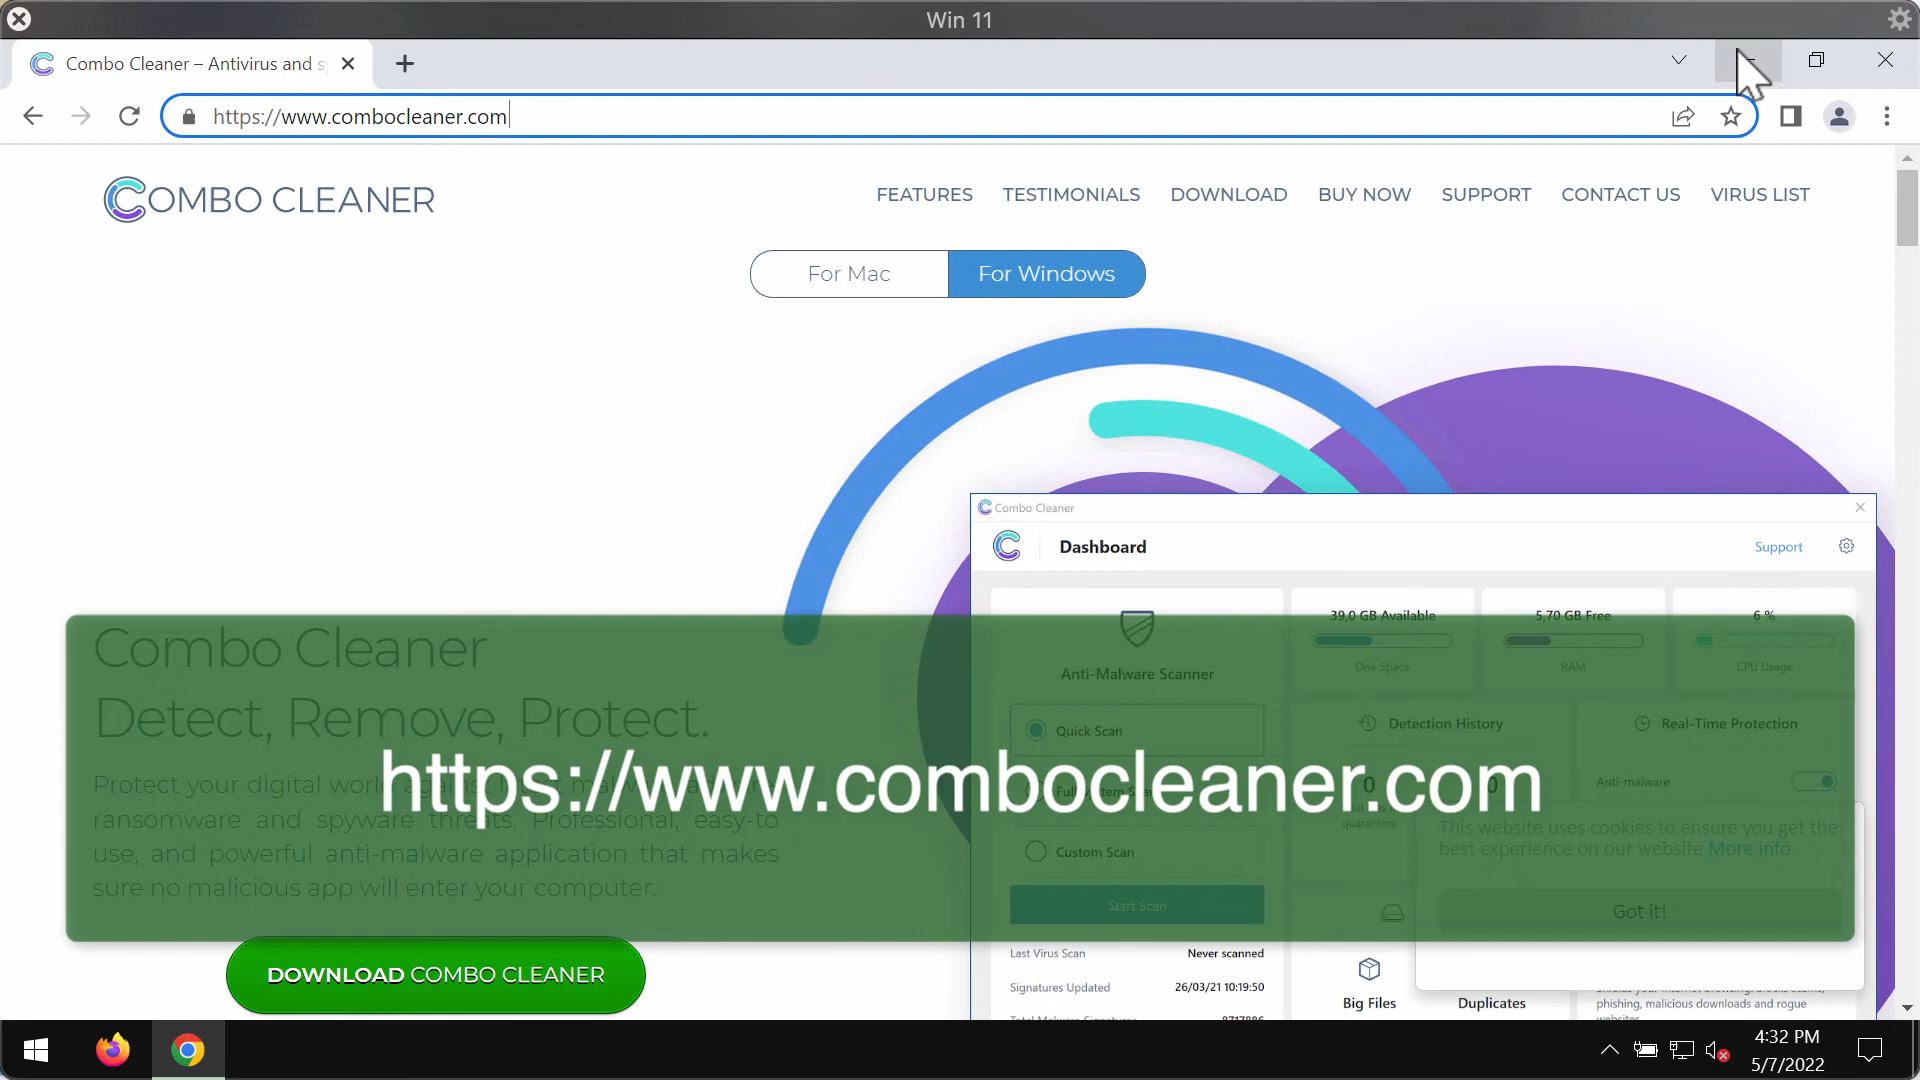 Win 11
Combo Cleaner – Antivirus and s
https://www.combocleaner.com
COMBO CLEANER
FEATURES TESTIMONIALS DOWNLOAD BUY NOW SUPPORT CONTACT US VIRUS LIST
For Mac For Windows
Combo Cleaner
Dashboard
Support
39,0 GB Available
Disk Space
5,70 GB Free
RAM
6 %
CPU Usage
Anti-Malware Scanner
Quick Scan
Custom Scan
Start Scan
Detection History
0
quarantine
Real-Time Protection
Anti-malware
Last Virus Scan Never scanned
Signatures Updated 26/03/21 10:19:50
Big Files
Duplicates
phishing, malicious downloads and rogue
Combo Cleaner
Detect, Remove, Protect.
Protect your digital world against
ransomware and spyware threats. Professional, easy-to
use, and powerful anti-malware application that makes
sure no malicious app will enter your computer.
https://www.combocleaner.com
This website uses cookies to ensure you get the
best experience on our website More info
Got it!
DOWNLOAD COMBO CLEANER
4:32 PM
5/7/2022